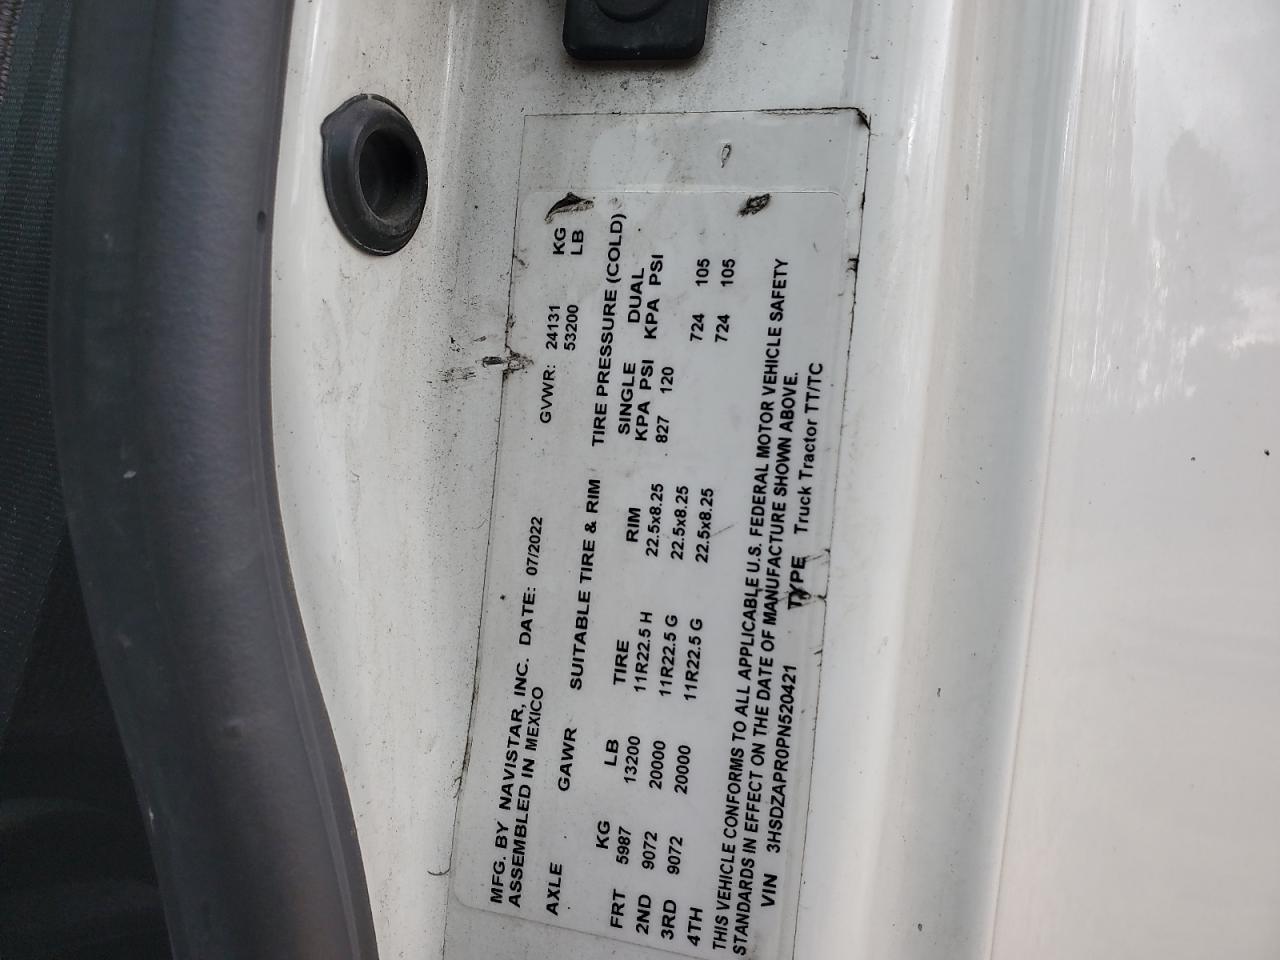 MFG. BY NAVISTAR, INC. DATE: 07/2022 GVWR: 24131 KG
ASSEMBLED IN MEXICO 53200 LB
AXLE GAWR SUITABLE TIRE & RIM TIRE PRESSURE (COLD)
SINGLE DUAL
KG LB TIRE RIM KPA PSI KPA PSI
FRT 5987 13200 11R22.5 H 22.5x8.25 827 120
2ND 9072 20000 11R22.5 G 22.5x8.25 724 105
3RD 9072 20000 11R22.5 G 22.5x8.25 724 105
4TH
THIS VEHICLE CONFORMS TO ALL APPLICABLE U.S. FEDERAL MOTOR VEHICLE SAFETY
STANDARDS IN EFFECT ON THE DATE OF MANUFACTURE SHOWN ABOVE.
VIN 3HSDZAPR0PN520421 TYPE Truck Tractor TT/TC